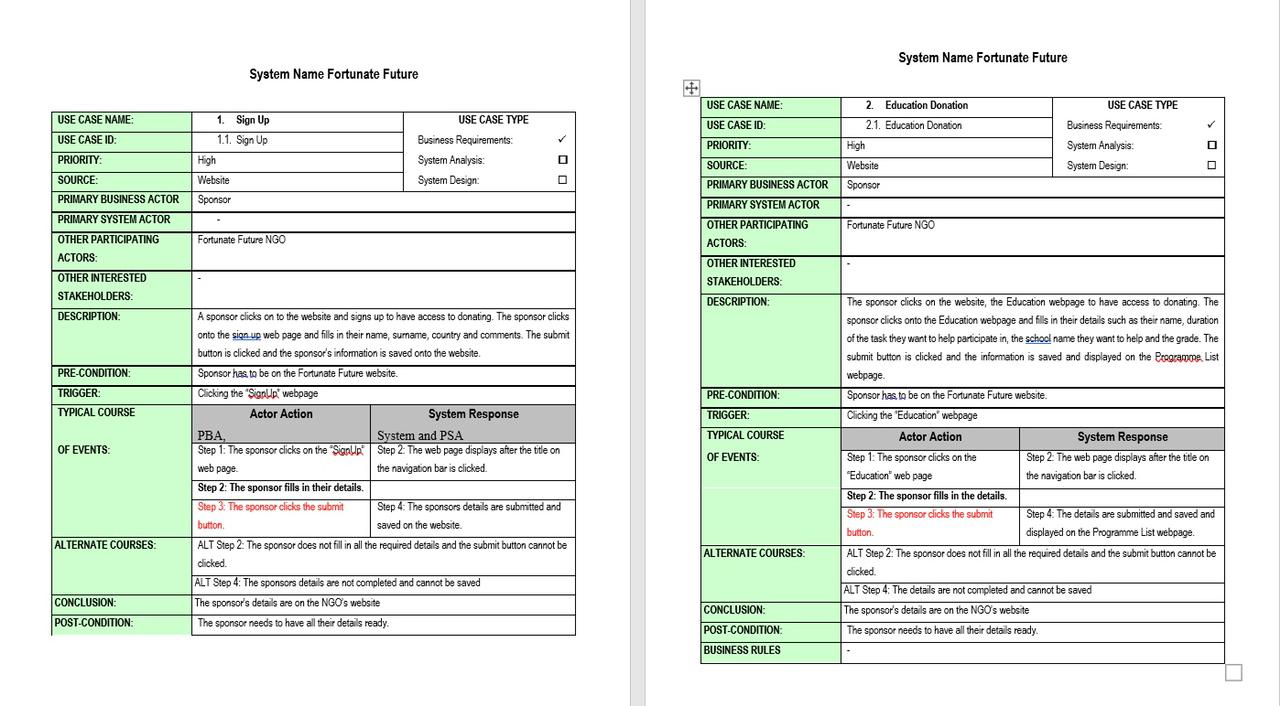 System Name Fortunate Future
USE CASE NAME: 1. Sign Up USE CASE TYPE
USE CASE ID: 1.1. Sign Up Business Requirements: ✓
PRIORITY: High System Analysis: ☐
SOURCE: Website System Design: ☐
PRIMARY BUSINESS ACTOR Sponsor
PRIMARY SYSTEM ACTOR -
OTHER PARTICIPATING Fortunate Future NGO
ACTORS:
OTHER INTERESTED -
STAKEHOLDERS:
DESCRIPTION: A sponsor clicks on to the website and signs up to have access to donating. The sponsor clicks
onto the sign up web page and fills in their name, surname, country and comments. The submit
button is clicked and the sponsor's information is saved onto the website.
PRE-CONDITION: Sponsor has to be on the Fortunate Future website.
TRIGGER: Clicking the "SignUp" webpage
TYPICAL COURSE Actor Action System Response
PBA, System and PSA
OF EVENTS: Step 1: The sponsor clicks on the "SignUp" Step 2: The web page displays after the title on
web page. the navigation bar is clicked.
Step 2: The sponsor fills in their details.
Step 3: The sponsor clicks the submit Step 4: The sponsors details are submitted and
button. saved on the website.
ALTERNATE COURSES: ALT Step 2: The sponsor does not fill in all the required details and the submit button cannot be
clicked.
ALT Step 4: The sponsors details are not completed and cannot be saved
CONCLUSION: The sponsor's details are on the NGO's website
POST-CONDITION: The sponsor needs to have all their details ready.
System Name Fortunate Future
USE CASE NAME: 2. Education Donation USE CASE TYPE
USE CASE ID: 2.1. Education Donation Business Requirements: ✓
PRIORITY: High System Analysis: ☐
SOURCE: Website System Design: ☐
PRIMARY BUSINESS ACTOR Sponsor
PRIMARY SYSTEM ACTOR -
OTHER PARTICIPATING Fortunate Future NGO
ACTORS:
OTHER INTERESTED -
STAKEHOLDERS:
DESCRIPTION: The sponsor clicks on the website, the Education webpage to have access to donating. The
sponsor clicks onto the Education webpage and fills in their details such as their name, duration
of the task they want to help participate in, the school name they want to help and the grade. The
submit button is clicked and the information is saved and displayed on the Programme List
webpage.
PRE-CONDITION: Sponsor has to be on the Fortunate Future website.
TRIGGER: Clicking the "Education" webpage
TYPICAL COURSE Actor Action System Response
OF EVENTS: Step 1: The sponsor clicks on the Step 2: The web page displays after the title on
"Education" web page the navigation bar is clicked.
Step 2: The sponsor fills in the details.
Step 3: The sponsor clicks the submit Step 4: The details are submitted and saved and
button. displayed on the Programme List webpage.
ALTERNATE COURSES: ALT Step 2: The sponsor does not fill in all the required details and the submit button cannot be
clicked.
ALT Step 4: The details are not completed and cannot be saved
CONCLUSION: The sponsor's details are on the NGO's website
POST-CONDITION: The sponsor needs to have all their details ready.
BUSINESS RULES -